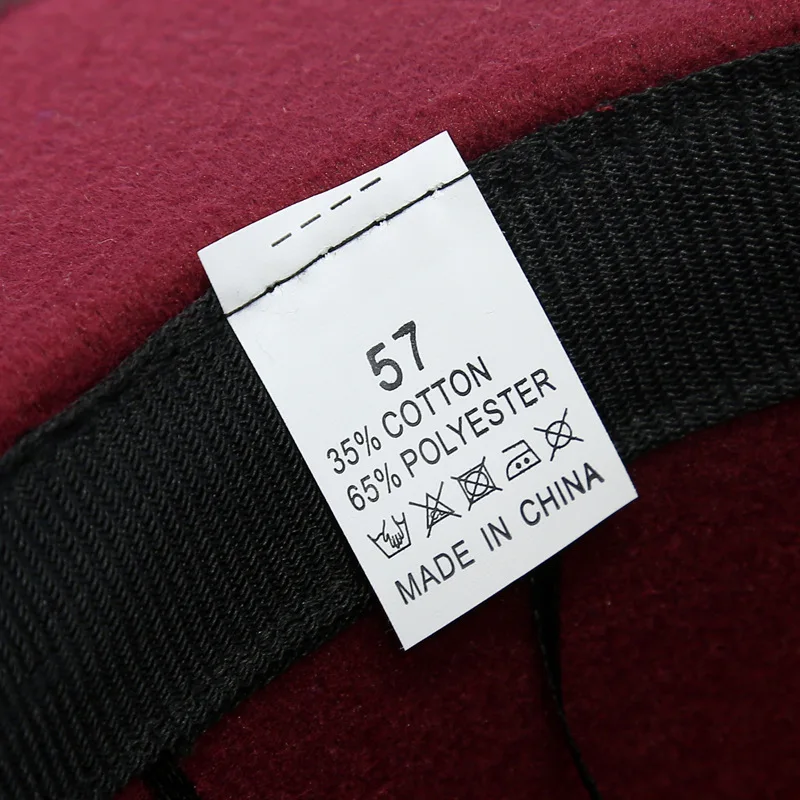 57
35% COTTON
65% POLYESTER
MADE IN CHINA